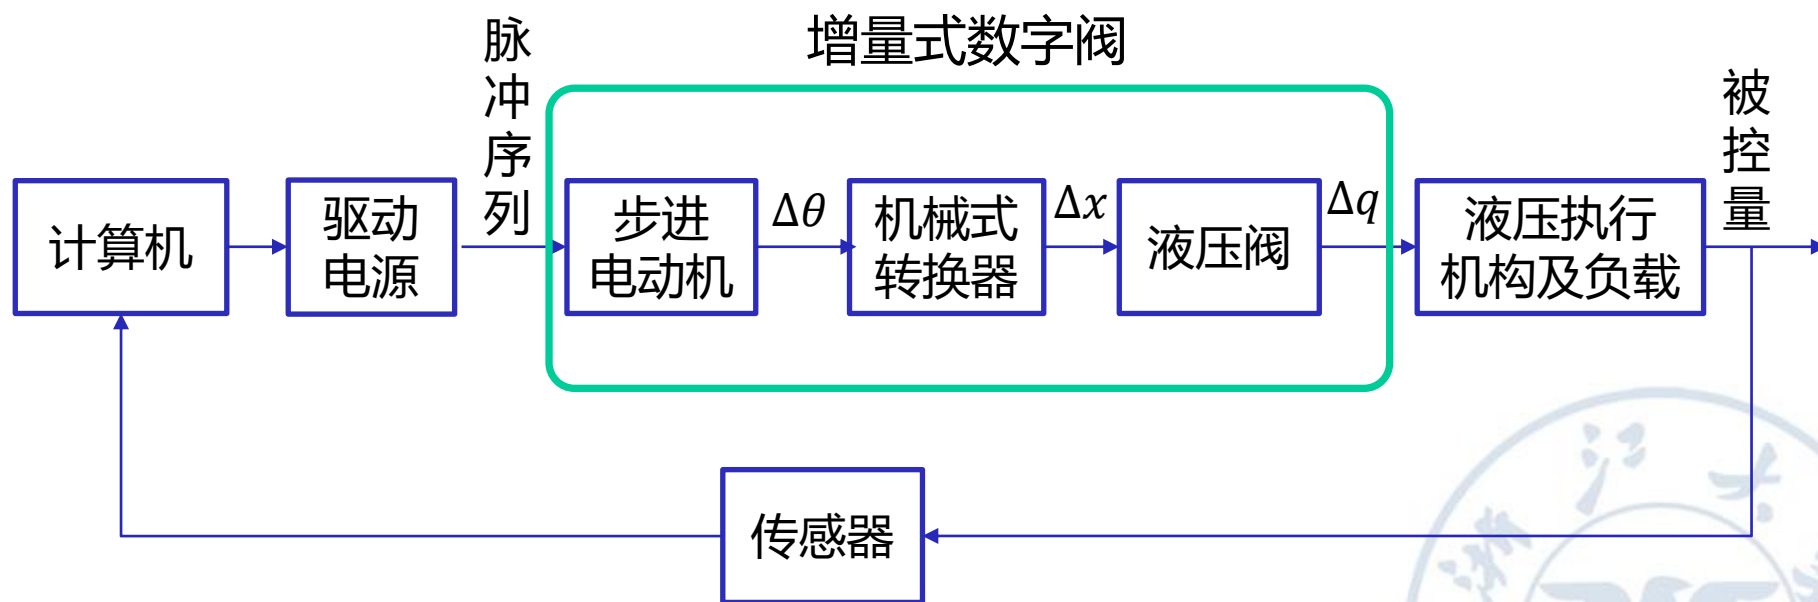 增量式数字阀
脉冲序列
被控量
计算机
驱动
电源
步进
电动机
Δθ
机械式
转换器
Δx
液压阀
Δq
液压执行
机构及负载
传感器